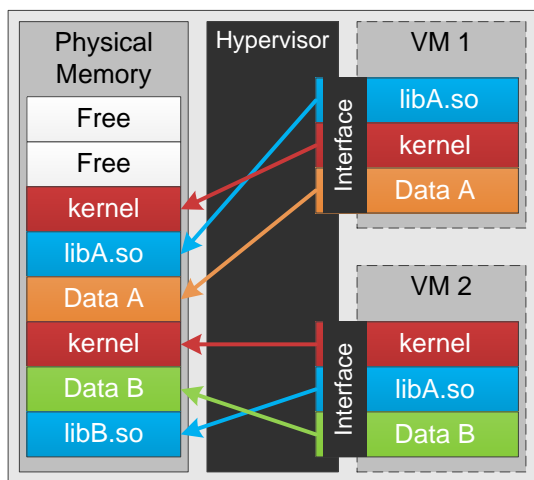 Physical
Memory
Free
Free
kernel
libA.so
Data A
kernel
Data B
libB.so
Hypervisor
Interface
Interface
VM 1
libA.so
kernel
Data A
VM 2
kernel
libA.so
Data B